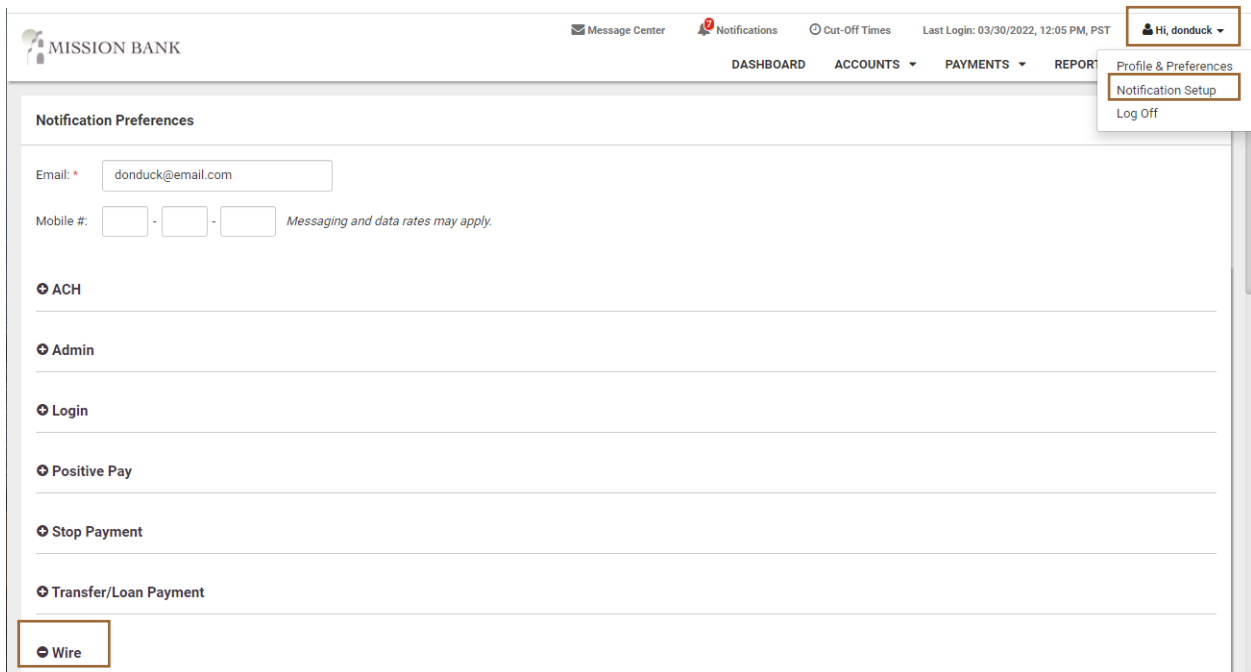 MISSION BANK
Message Center 7 Notifications Cut-Off Times Last Login: 03/30/2022, 12:05 PM, PST Hi, donduck
DASHBOARD ACCOUNTS PAYMENTS REPORT
Profile & Preferences
Notification Setup
Log Off
Notification Preferences
Email: * donduck@email.com
Mobile #: - - Messaging and data rates may apply.
ACH
Admin
Login
Positive Pay
Stop Payment
Transfer/Loan Payment
Wire